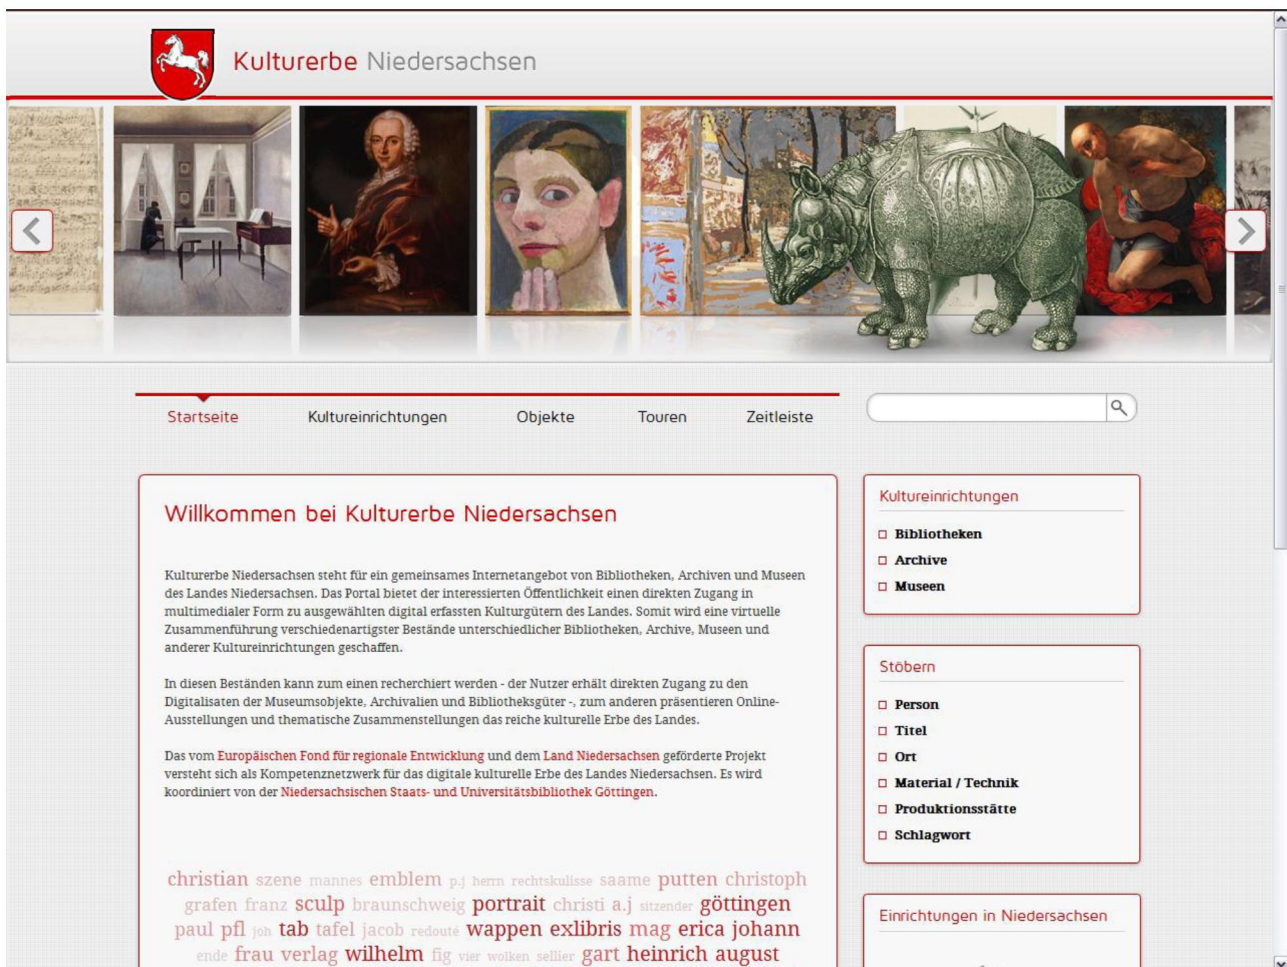 Kulturerbe Niedersachsen
Startseite Kultureinrichtungen Objekte Touren Zeitleiste
Willkommen bei Kulturerbe Niedersachsen
Kulturerbe Niedersachsen steht für ein gemeinsames Internetangebot von Bibliotheken, Archiven und Museen
des Landes Niedersachsen. Das Portal bietet der interessierten Öffentlichkeit einen direkten Zugang in
multimedialer Form zu ausgewählten digital erfassten Kulturgütern des Landes. Somit wird eine virtuelle
Zusammenführung verschiedenartigster Bestände unterschiedlicher Bibliotheken, Archive, Museen und
anderer Kultureinrichtungen geschaffen.
In diesen Beständen kann zum einen recherchiert werden - der Nutzer erhält direkten Zugang zu den
Digitalisaten der Museumsobjekte, Archivalien und Bibliotheksgüter -, zum anderen präsentieren Online-
Ausstellungen und thematische Zusammenstellungen das reiche kulturelle Erbe des Landes.
Das vom Europäischen Fond für regionale Entwicklung und dem Land Niedersachsen geförderte Projekt
versteht sich als Kompetenznetzwerk für das digitale kulturelle Erbe des Landes Niedersachsen. Es wird
koordiniert von der Niedersachsischen Staats- und Universitätsbibliothek Göttingen.
christian szene mannes emblem p.j herrn rechtskulisse saame putten christoph
grafen franz sculp braunschweig portrait christi a.j sitzender göttingen
paul pfl joh tab tafel jacob redouté wappen exlibris mag erica johann
ende frau verlag wilhelm fig vier wolken sellier gart heinrich august
Kultureinrichtungen
Bibliotheken
Archive
Museen
Stöbern
Person
Titel
Ort
Material / Technik
Produktionsstätte
Schlagwort
Einrichtungen in Niedersachsen